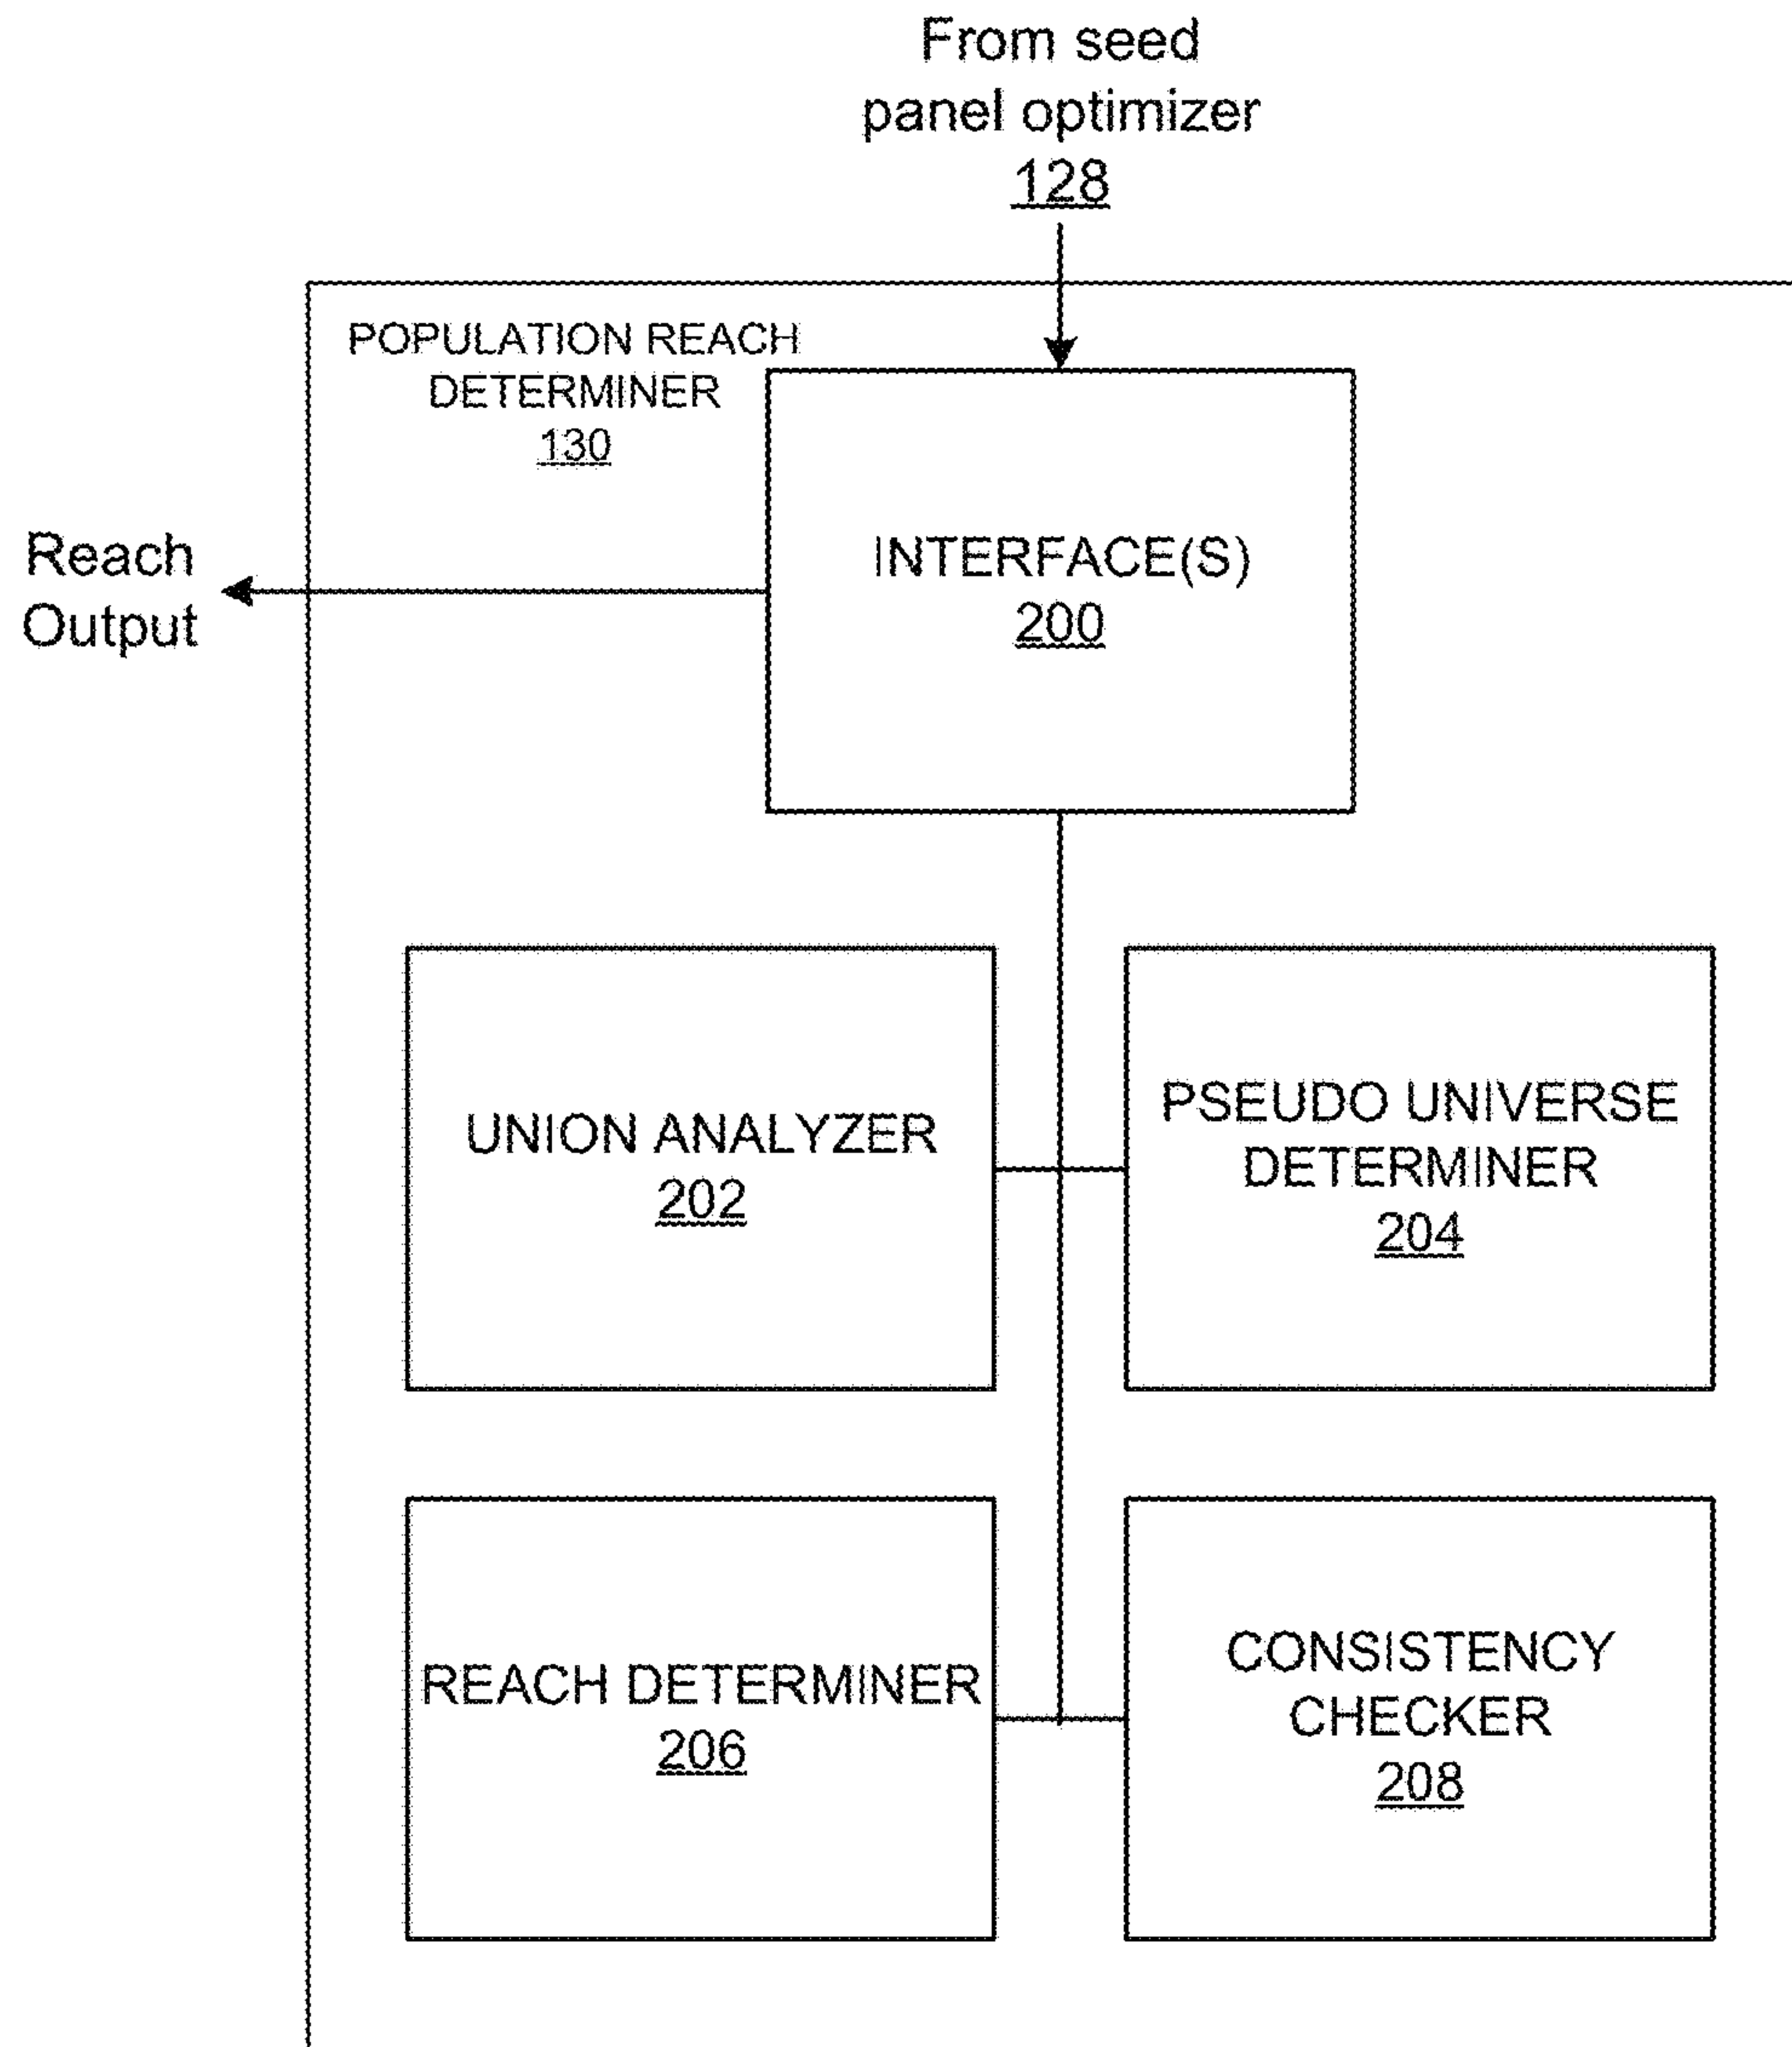 From seed
panel optimizer
128
POPULATION REACH
DETERMINER
130
INTERFACE(S)
200
Reach
Output
UNION ANALYZER
202
PSEUDO UNIVERSE
DETERMINER
204
REACH DETERMINER
206
CONSISTENCY
CHECKER
208